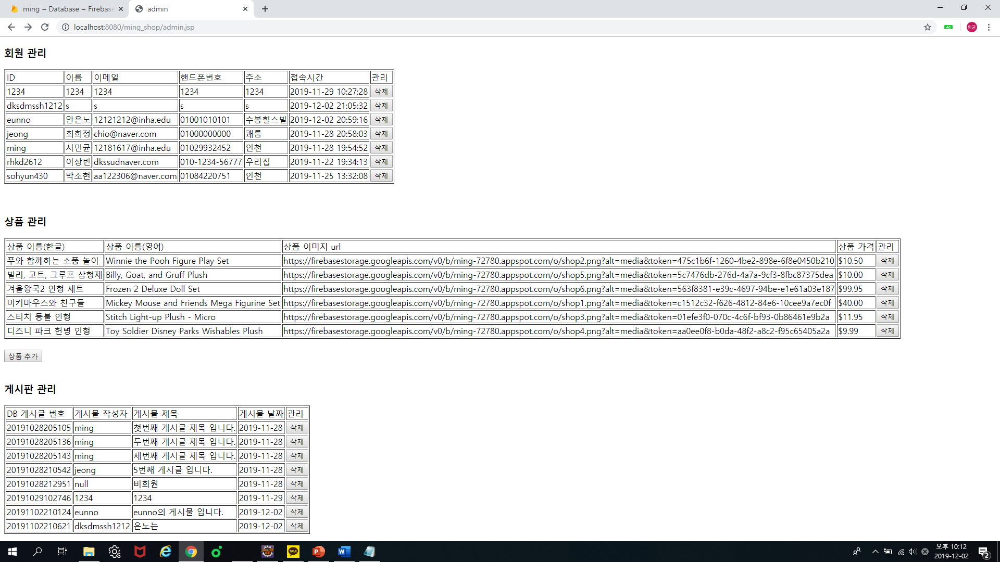 ming – Database – Firebase
admin
localhost:8080/ming_shop/admin.jsp
AC
민균
회원 관리
ID 이름 이메일 핸드폰번호 주소 접속시간 관리
1234 1234 1234 1234 1234 2019-11-29 10:27:28 삭제
dksdmssh1212 s s s s 2019-12-02 21:05:32 삭제
eunno 안은노 12121212@inha.edu 01001010101 수봉힐스빌 2019-12-02 20:59:16 삭제
jeong 최희정 chio@naver.com 01000000000 쾌룸 2019-11-28 20:58:03 삭제
ming 서민균 12181617@inha.edu 01029932452 인천 2019-11-28 19:54:52 삭제
rhkd2612 이상빈 dkssudnaver.com 010-1234-56777 우리집 2019-11-22 19:34:13 삭제
sohyun430 박소현 aa122306@naver.com 01084220751 인천 2019-11-25 13:32:08 삭제
상품 관리
상품 이름(한글) 상품 이름(영어) 상품 이미지 url 상품 가격 관리
푸와 함께하는 소풍 놀이 Winnie the Pooh Figure Play Set https://firebasestorage.googleapis.com/v0/b/ming-72780.appspot.com/o/shop2.png?alt=media&token=475c1b6f-1260-4be2-898e-6f8e0450b210 $10.50 삭제
빌리, 고트, 그루프 삼형제 Billy, Goat, and Gruff Plush https://firebasestorage.googleapis.com/v0/b/ming-72780.appspot.com/o/shop5.png?alt=media&token=5c7476db-276d-4a7a-9cf3-8fbc87375dea $10.00 삭제
겨울왕국2 인형 세트 Frozen 2 Deluxe Doll Set https://firebasestorage.googleapis.com/v0/b/ming-72780.appspot.com/o/shop6.png?alt=media&token=563f8381-e39c-4697-94be-e1e61a03e187 $99.95 삭제
미키마우스와 친구들 Mickey Mouse and Friends Mega Figurine Set https://firebasestorage.googleapis.com/v0/b/ming-72780.appspot.com/o/shop1.png?alt=media&token=c1512c32-f626-4812-84e6-10cee9a7ec0f $40.00 삭제
스티치 등불 인형 Stitch Light-up Plush - Micro https://firebasestorage.googleapis.com/v0/b/ming-72780.appspot.com/o/shop3.png?alt=media&token=01efe3f0-070c-4c6f-bf93-0b86461e9b2a $11.95 삭제
디즈니 파크 헌병 인형 Toy Soldier Disney Parks Wishables Plush https://firebasestorage.googleapis.com/v0/b/ming-72780.appspot.com/o/shop4.png?alt=media&token=aa0ee0f8-b0da-48f2-a8c2-f95c65405a2a $9.99 삭제
상품 추가
게시판 관리
DB 게시글 번호 게시물 작성자 게시물 제목 게시물 날짜 관리
20191028205105 ming 첫번째 게시글 제목 입니다. 2019-11-28 삭제
20191028205136 ming 두번째 게시글 제목 입니다. 2019-11-28 삭제
20191028205143 ming 세번째 게시글 제목 입니다. 2019-11-28 삭제
20191028210542 jeong 5번째 게시글 입니다. 2019-11-28 삭제
20191028212951 null 비회원 2019-11-28 삭제
20191029102746 1234 1234 2019-11-29 삭제
20191102210124 eunno eunno의 게시물 입니다. 2019-12-02 삭제
20191102210621 dksdmssh1212 은노는 2019-12-02 삭제
TALK
오후 10:12
2019-12-02
2